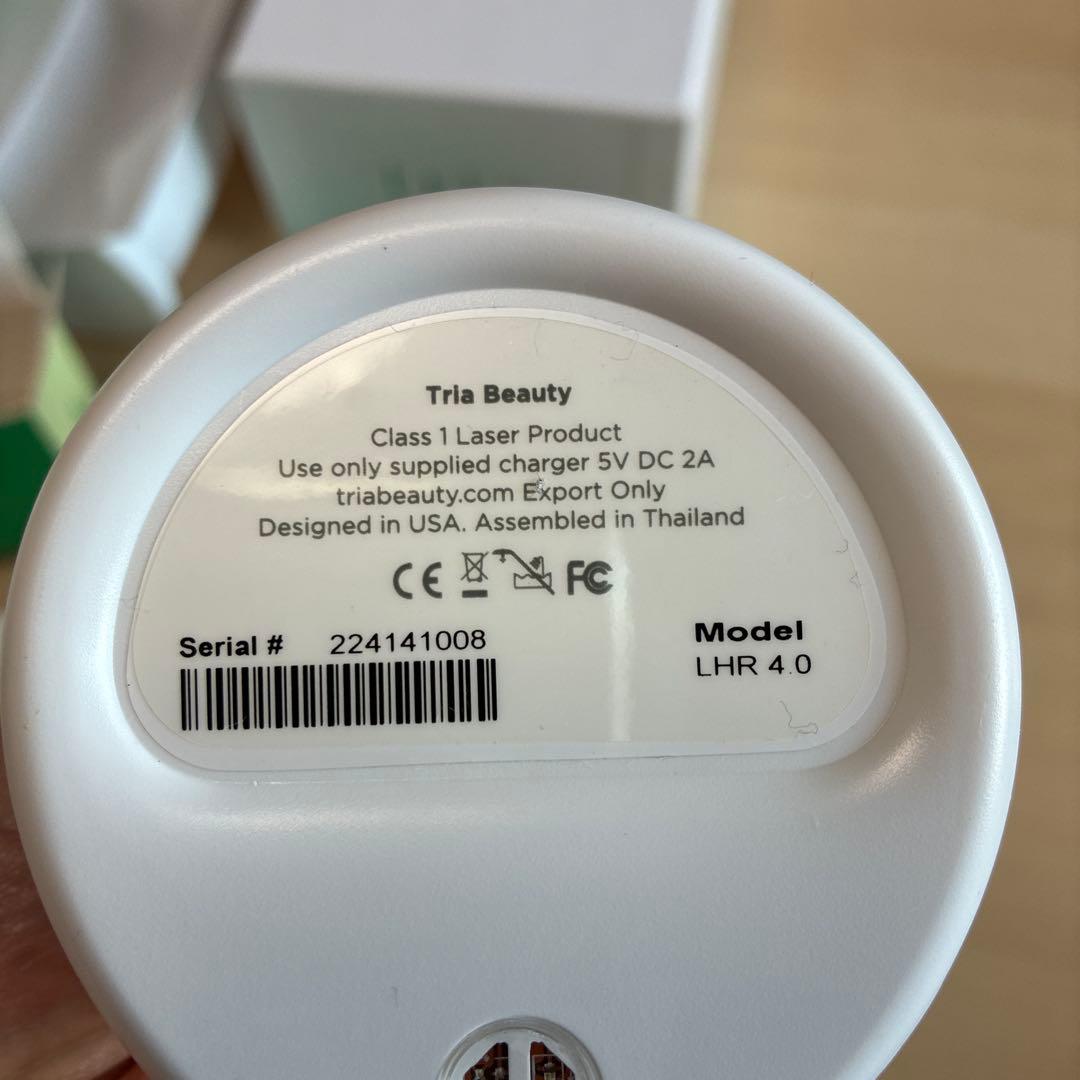 Tria Beauty
Class 1 Laser Product
Use only supplied charger 5V DC 2A
triabeauty.com Export Only
Designed in USA. Assembled in Thailand
CE FC
Serial # 224141008
Model
LHR 4.0